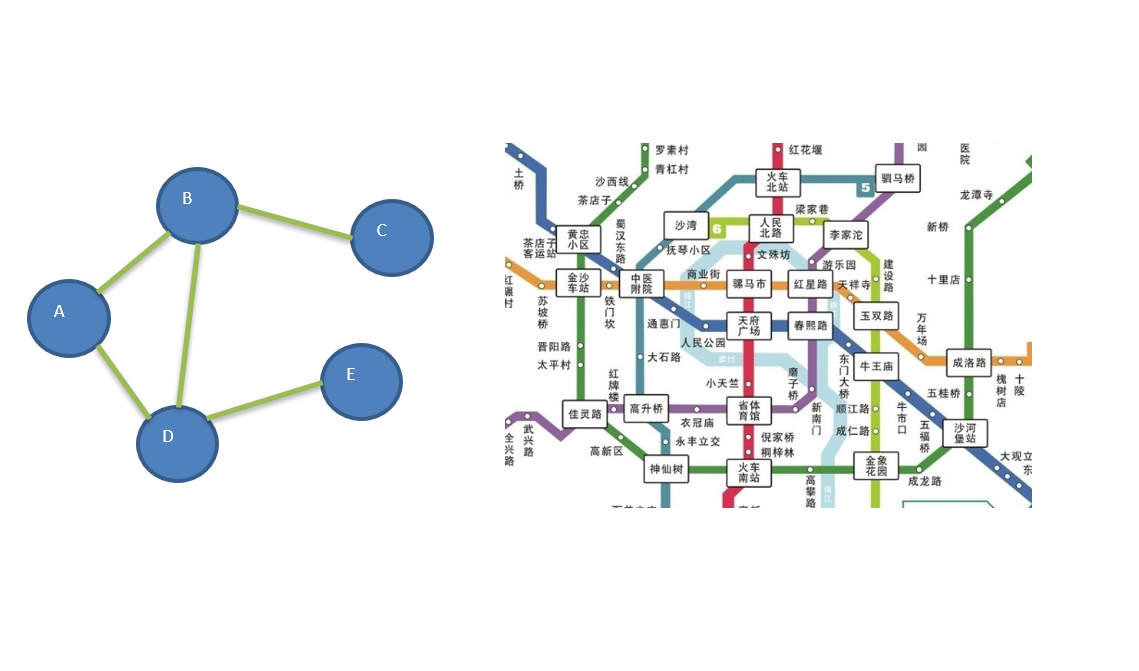 B
C
A
E
D
罗素村
青杠村
沙西线
茶店子
土桥
红花堰
火车
北站
5
驷马桥
园
医院
龙潭寺
新桥
十里店
梁家巷
沙湾
6
人民
北路
李家沱
黄忠
小区
蜀汉东路
茶店子
客运站
抚琴小区
文殊坊
游乐园
建设路
金沙
车站
中医
附院
商业街
骡马市
红星路
天祥寺
苏坡桥
铁门坎
锦江
通惠门
天府
广场
春熙路
玉双路
万年场
人民公园
晋阳路
太平村
大石路
东门大桥
牛王庙
成洛路
槐树店
十陵
小天竺
磨子桥
红牌楼
佳灵路
高升桥
衣冠庙
省体
育馆
新南门
顺江路
成仁路
牛市口
五桂桥
五福桥
沙河
堡站
武兴路
全兴路
高新区
永丰立交
倪家桥
桐梓林
神仙树
火车
南站
高攀路
锦江
金象
花园
成龙路
大观立
东